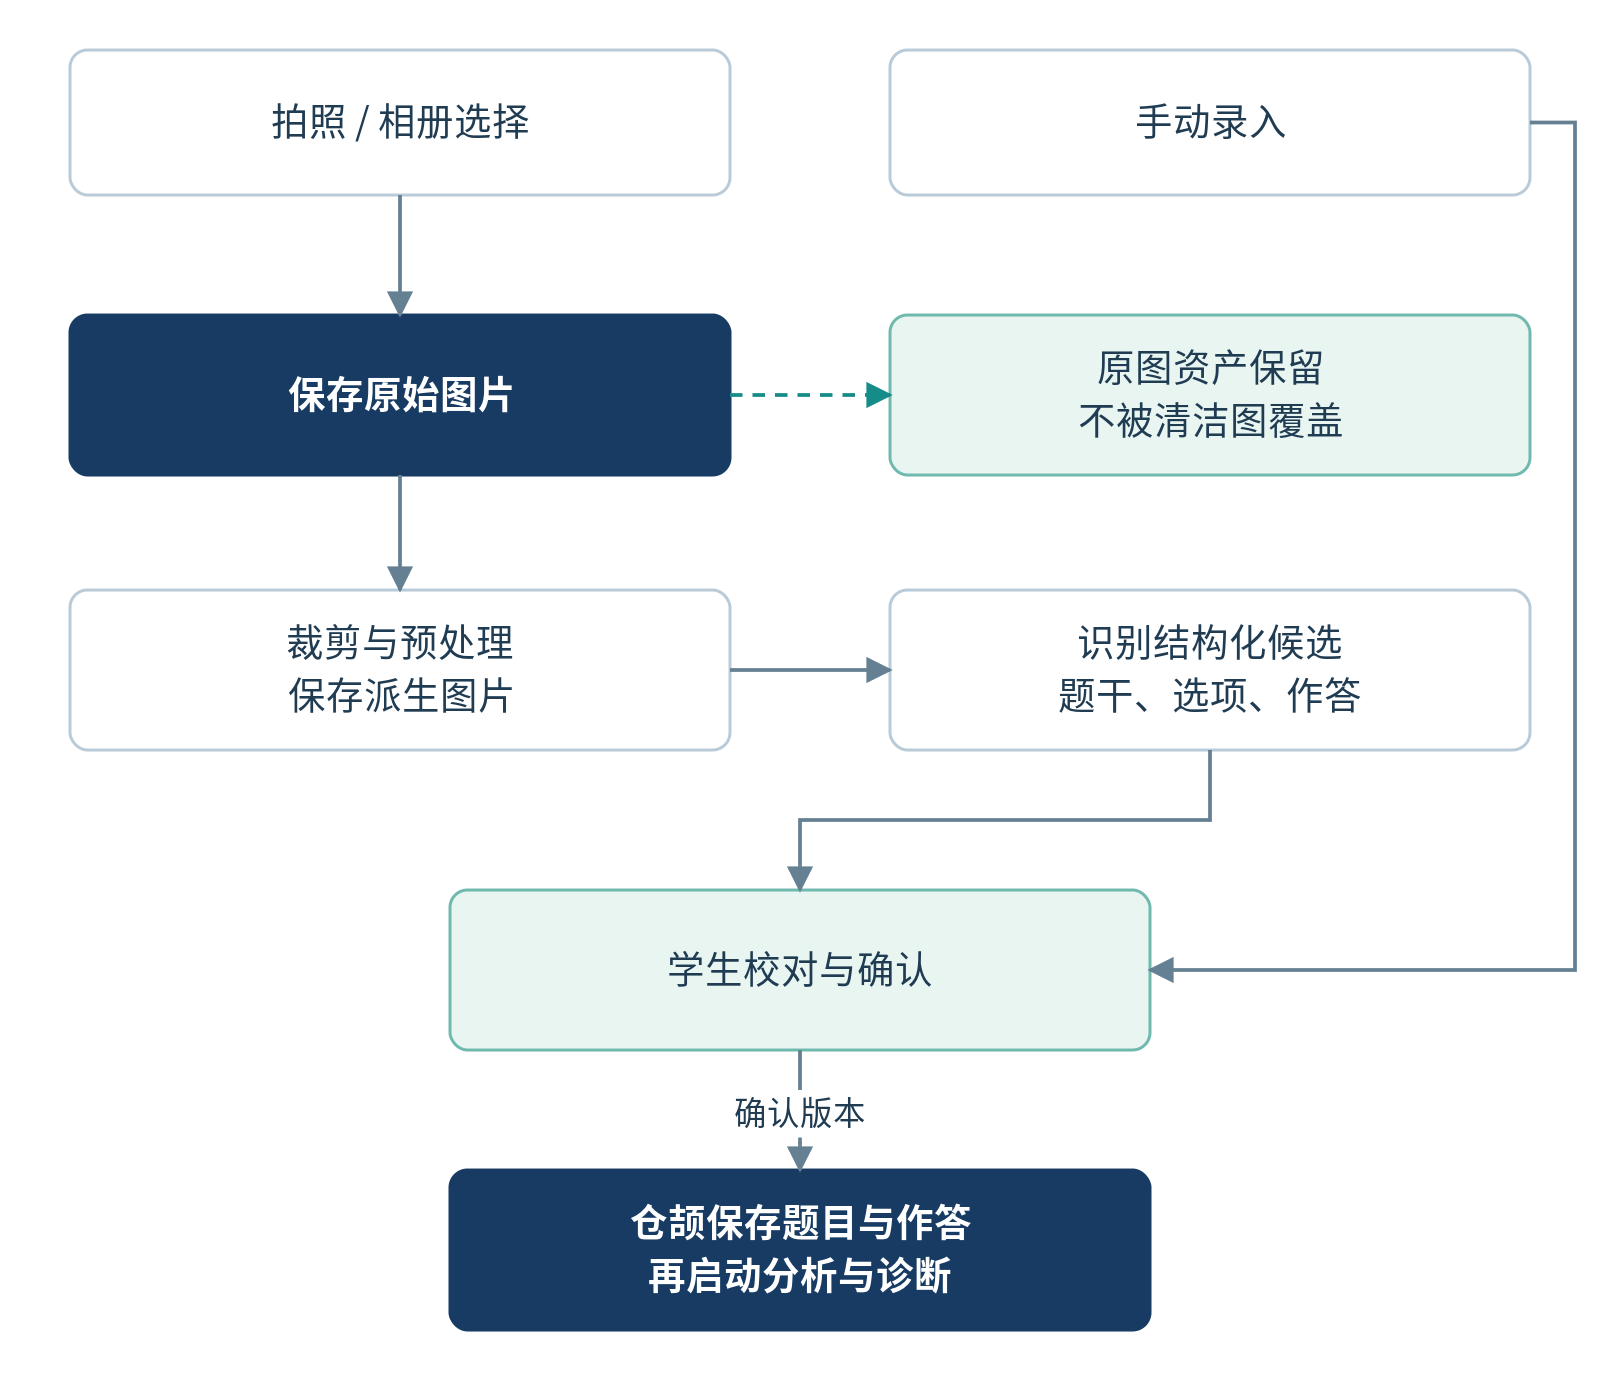 拍照 / 相册选择
手动录入
保存原始图片
原图资产保留
不被清洁图覆盖
裁剪与预处理
保存派生图片
识别结构化候选
题干、选项、作答
学生校对与确认
确认版本
仓颉保存题目与作答
再启动分析与诊断